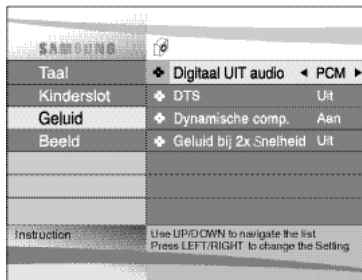 SAMSUNG
Taal
Digitaal UIT audio ◄ PCM ►
Kinderslot
DTS Uit
Geluid
Dynamische comp. Aan
Beeld
Geluid bij 2x Snelheid Uit
Instruction
Use UP/DOWN to navigate the list
Press LEFT/RIGHT to change the Setting